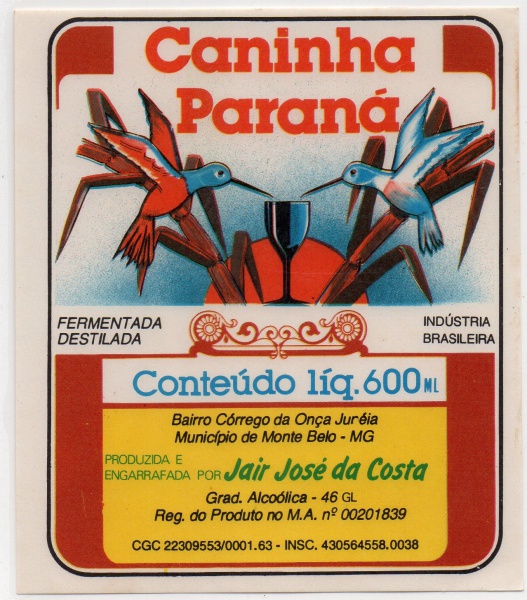 Caninha
Paraná
FERMENTADA
DESTILADA
INDÚSTRIA
BRASILEIRA
Conteúdo líq. 600 ML
Bairro Córrego da Onça Juréia
Município de Monte Belo - MG
PRODUZIDA E
ENGARRAFADA POR Jair José da Costa
Grad. Alcoólica - 46 GL
Reg. do Produto no M.A. nº 00201839
CGC 22309553/0001.63 - INSC. 430564558.0038